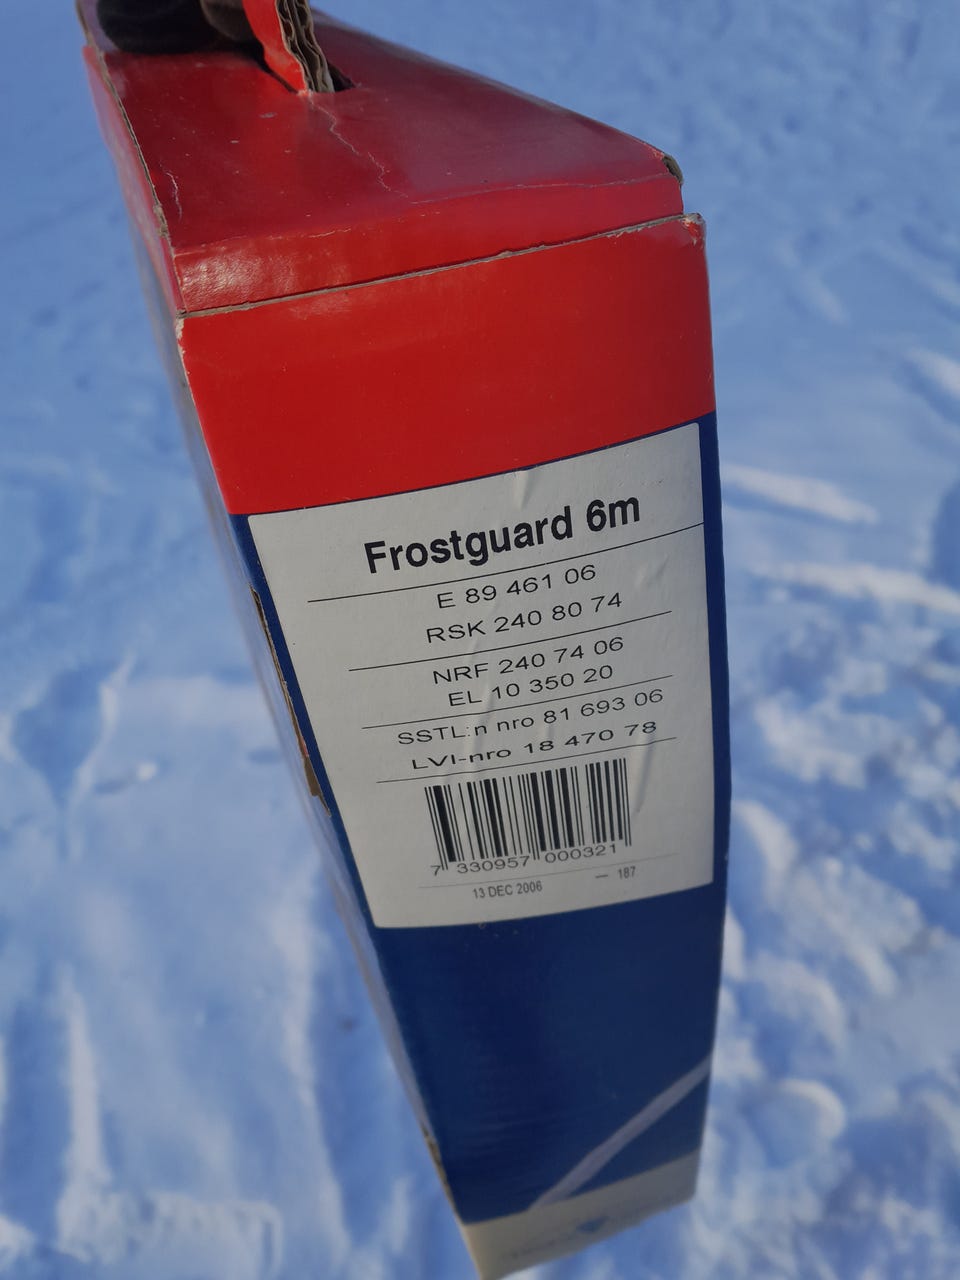 Frostguard 6m
E 89 461 06
RSK 240 80 74
NRF 240 74 06
EL 10 350 20
SSTL:n nro 81 693 06
LVI-nro 18 470 78
7 330957 000321
13 DEC 2006 — 187